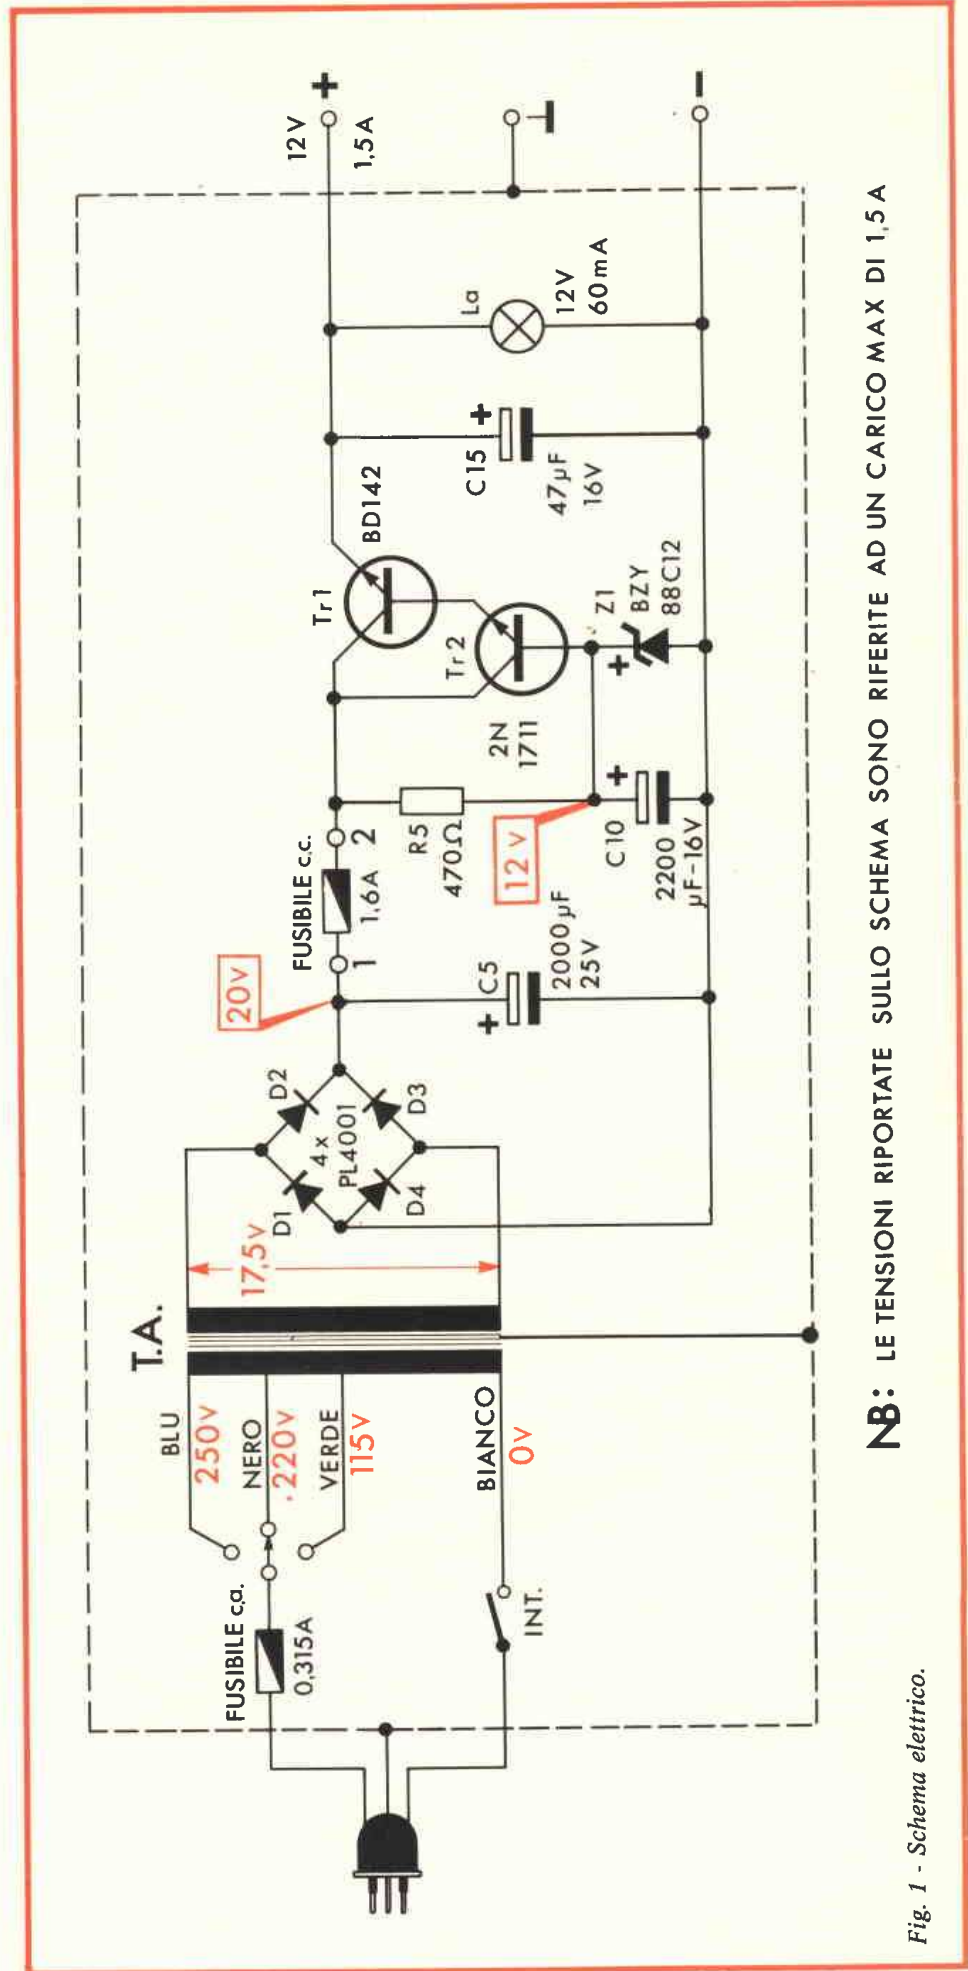 T.A.
BLU
250V
NERO
220V
VERDE
115V
BIANCO
0V
FUSIBILE c.a.
0,315A
INT.
17,5V
D1
D2
4x
PL4001
D4
D3
20V
FUSIBILE c.c.
1
2
1,6A
C5
+
2000µF
25V
R5
470Ω
12 V
C10
+
2200
µF-16V
2N
1711
Tr2
Tr1
BD142
Z1
BZY
88C12
+
C15
+
47µF
16V
La
12V
60mA
12V
1,5A
+
-
NB: LE TENSIONI RIPORTATE SULLO SCHEMA SONO RIFERITE AD UN CARICO MAX DI 1,5 A
Fig. 1 - Schema elettrico.